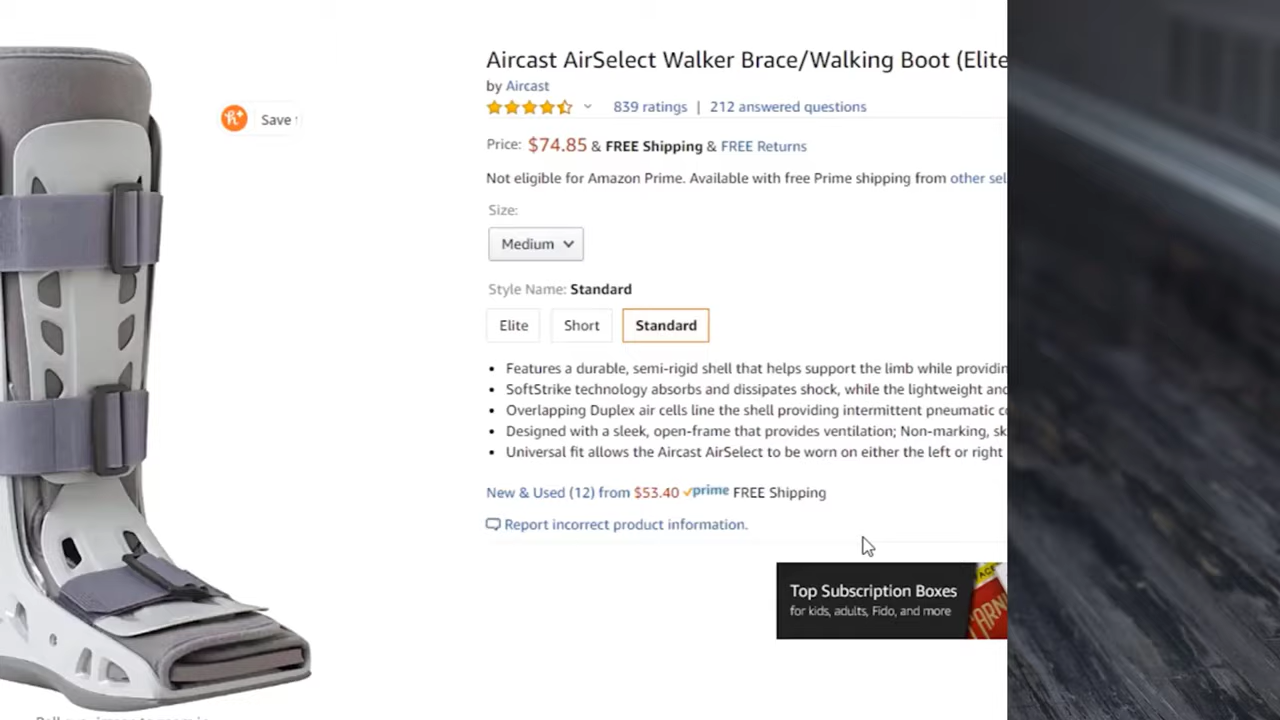 Aircast AirSelect Walker Brace/Walking Boot (Elite
by Aircast
839 ratings | 212 answered questions
Save
Price: $74.85 & FREE Shipping & FREE Returns
Not eligible for Amazon Prime. Available with free Prime shipping from other sel
Size:
Medium
Style Name: Standard
Elite Short Standard
• Features a durable, semi-rigid shell that helps support the limb while providin
• SoftStrike technology absorbs and dissipates shock, while the lightweight and
• Overlapping Duplex air cells line the shell providing intermittent pneumatic c
• Designed with a sleek, open-frame that provides ventilation; Non-marking, sk
• Universal fit allows the Aircast AirSelect to be worn on either the left or right
New & Used (12) from $53.40 prime FREE Shipping
Report incorrect product information.
Top Subscription Boxes
for kids, adults, Fido, and more